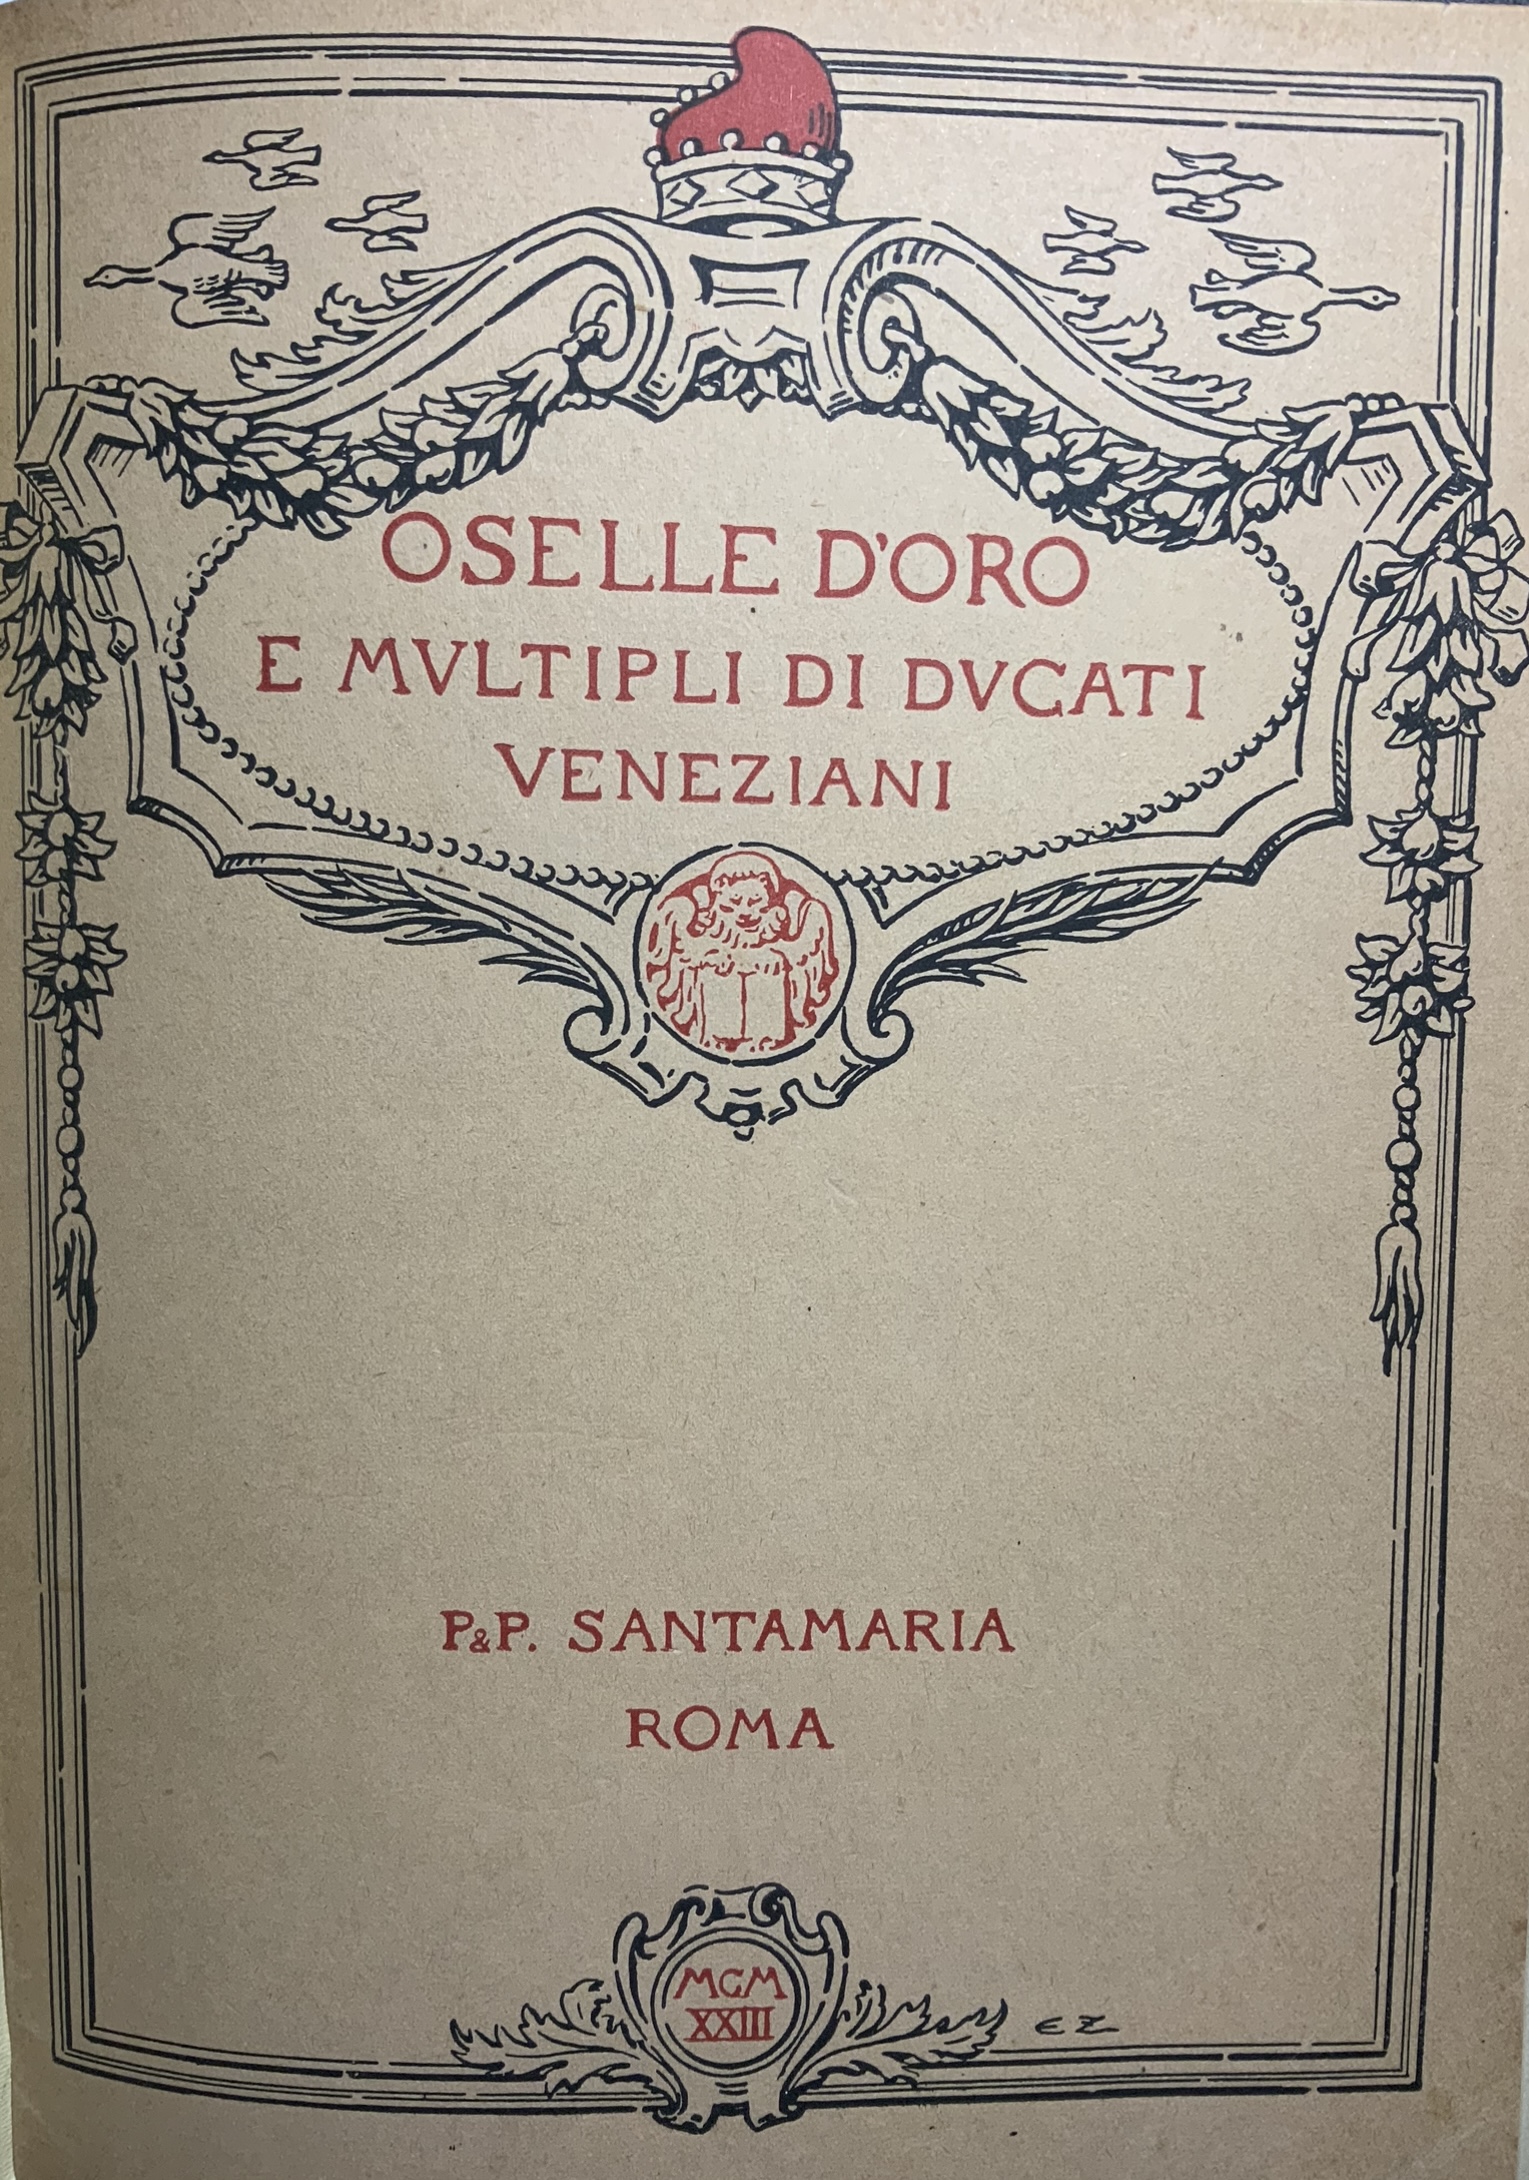 OSELLE D'ORO
E MVLTIPLI DI DVCATI
VENEZIANI
P&P. SANTAMARIA
ROMA
MCM
XXIII
EZ